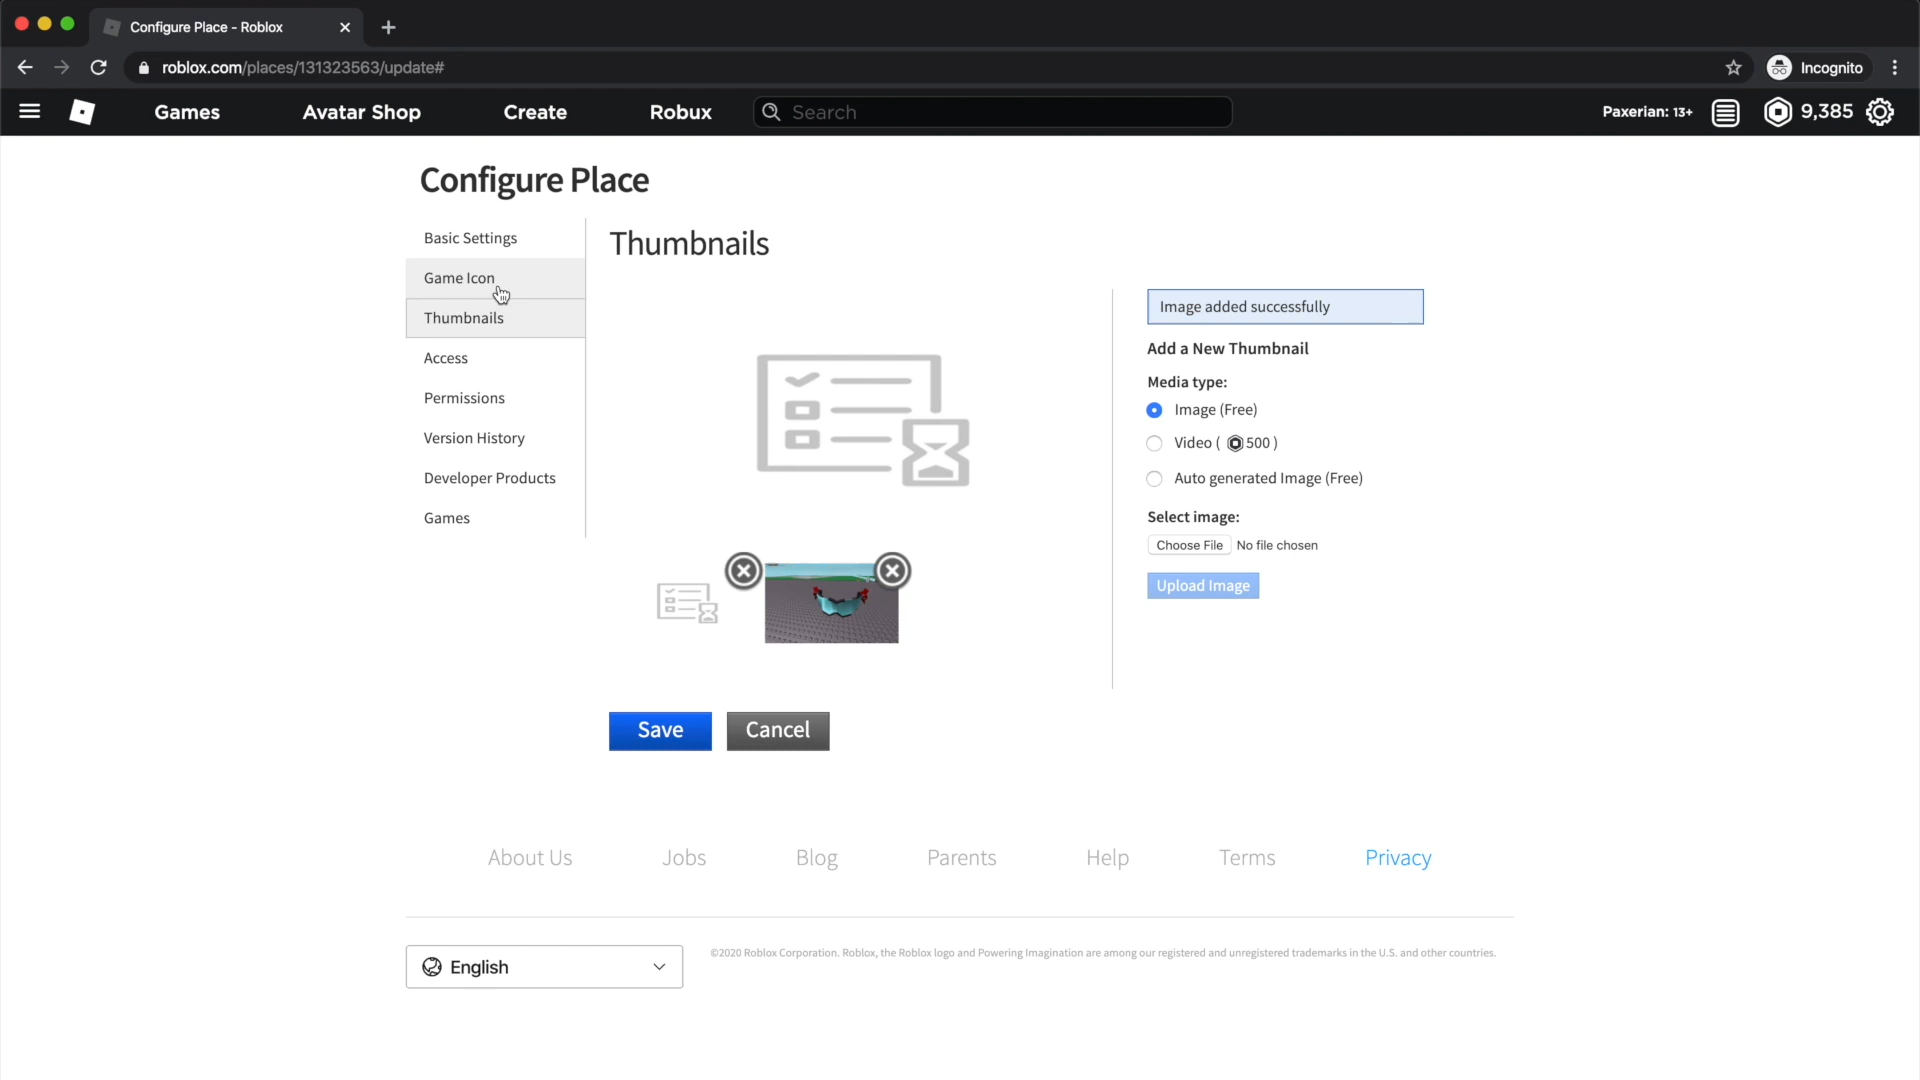 Configure Place - Roblox
roblox.com/places/131323563/update#
Incognito
Games
Avatar Shop
Create
Robux
Search
Paxerian: 13+
9,385
Configure Place
Basic Settings
Game Icon
Thumbnails
Access
Permissions
Version History
Developer Products
Games
Thumbnails
Image added successfully
Add a New Thumbnail
Media type:
Image (Free)
Video ( 500 )
Auto generated Image (Free)
Select image:
Choose File No file chosen
Upload Image
Save
Cancel
About Us
Jobs
Blog
Parents
Help
Terms
Privacy
English
©2020 Roblox Corporation. Roblox, the Roblox logo and Powering Imagination are among our registered and unregistered trademarks in the U.S. and other countries.